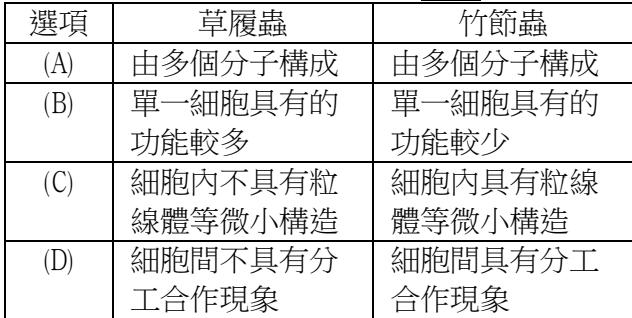 選項 草履蟲 竹節蟲
(A) 由多個分子構成 由多個分子構成
(B) 單一細胞具有的 單一細胞具有的
功能較多 功能較少
(C) 細胞內不具有粒 細胞內具有粒線
線體等微小構造 體等微小構造
(D) 細胞間不具有分 細胞間具有分工
工合作現象 合作現象